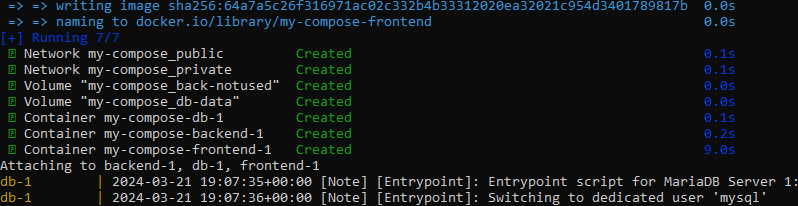 => => writing image sha256:64a7a5c26f316971ac02c332b4b33312020ea32021c954d3401789817b 0.0s
=> => naming to docker.io/library/my-compose-frontend 0.0s
[+] Running 7/7
Network my-compose_public Created 0.1s
Network my-compose_private Created 0.1s
Volume "my-compose_back-notused" Created 0.0s
Volume "my-compose_db-data" Created 0.0s
Container my-compose-db-1 Created 0.1s
Container my-compose-backend-1 Created 0.2s
Container my-compose-frontend-1 Created 9.0s
Attaching to backend-1, db-1, frontend-1
db-1 | 2024-03-21 19:07:35+00:00 [Note] [Entrypoint]: Entrypoint script for MariaDB Server 1:
db-1 | 2024-03-21 19:07:36+00:00 [Note] [Entrypoint]: Switching to dedicated user 'mysql'